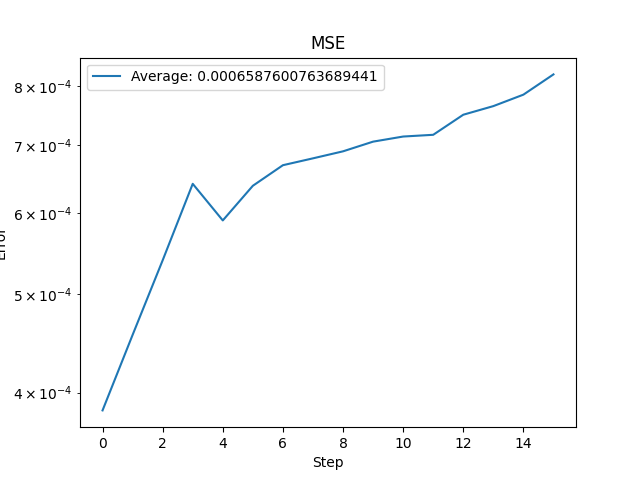 MSE
Average: 0.0006587600763689441
8 × 10⁻⁴
7 × 10⁻⁴
6 × 10⁻⁴
5 × 10⁻⁴
4 × 10⁻⁴
Error
0 2 4 6 8 10 12 14
Step